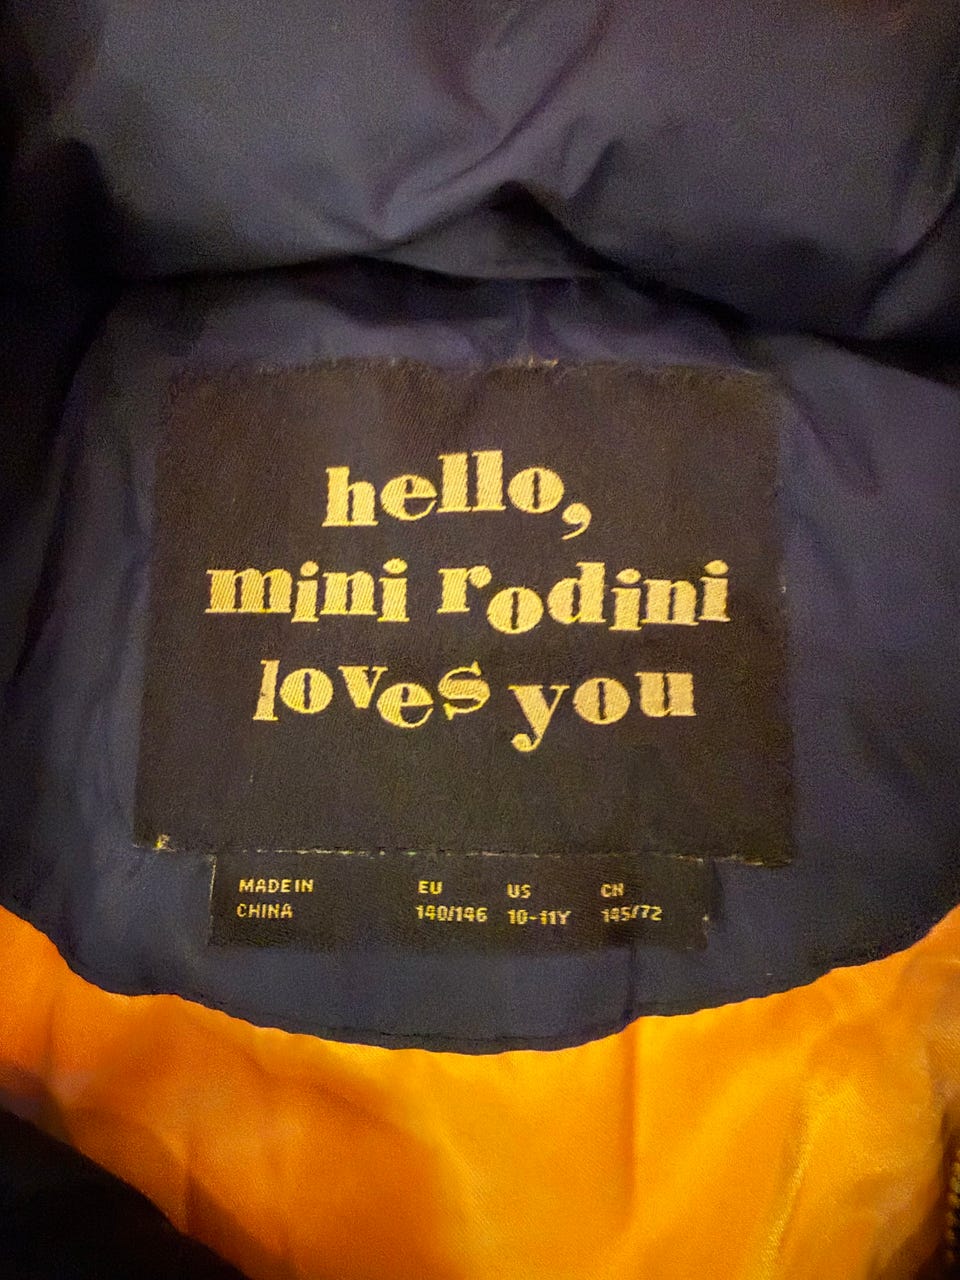 hello,
mini rodini
loves you
MADE IN EU US CN
CHINA 140/146 10-11Y 145/72